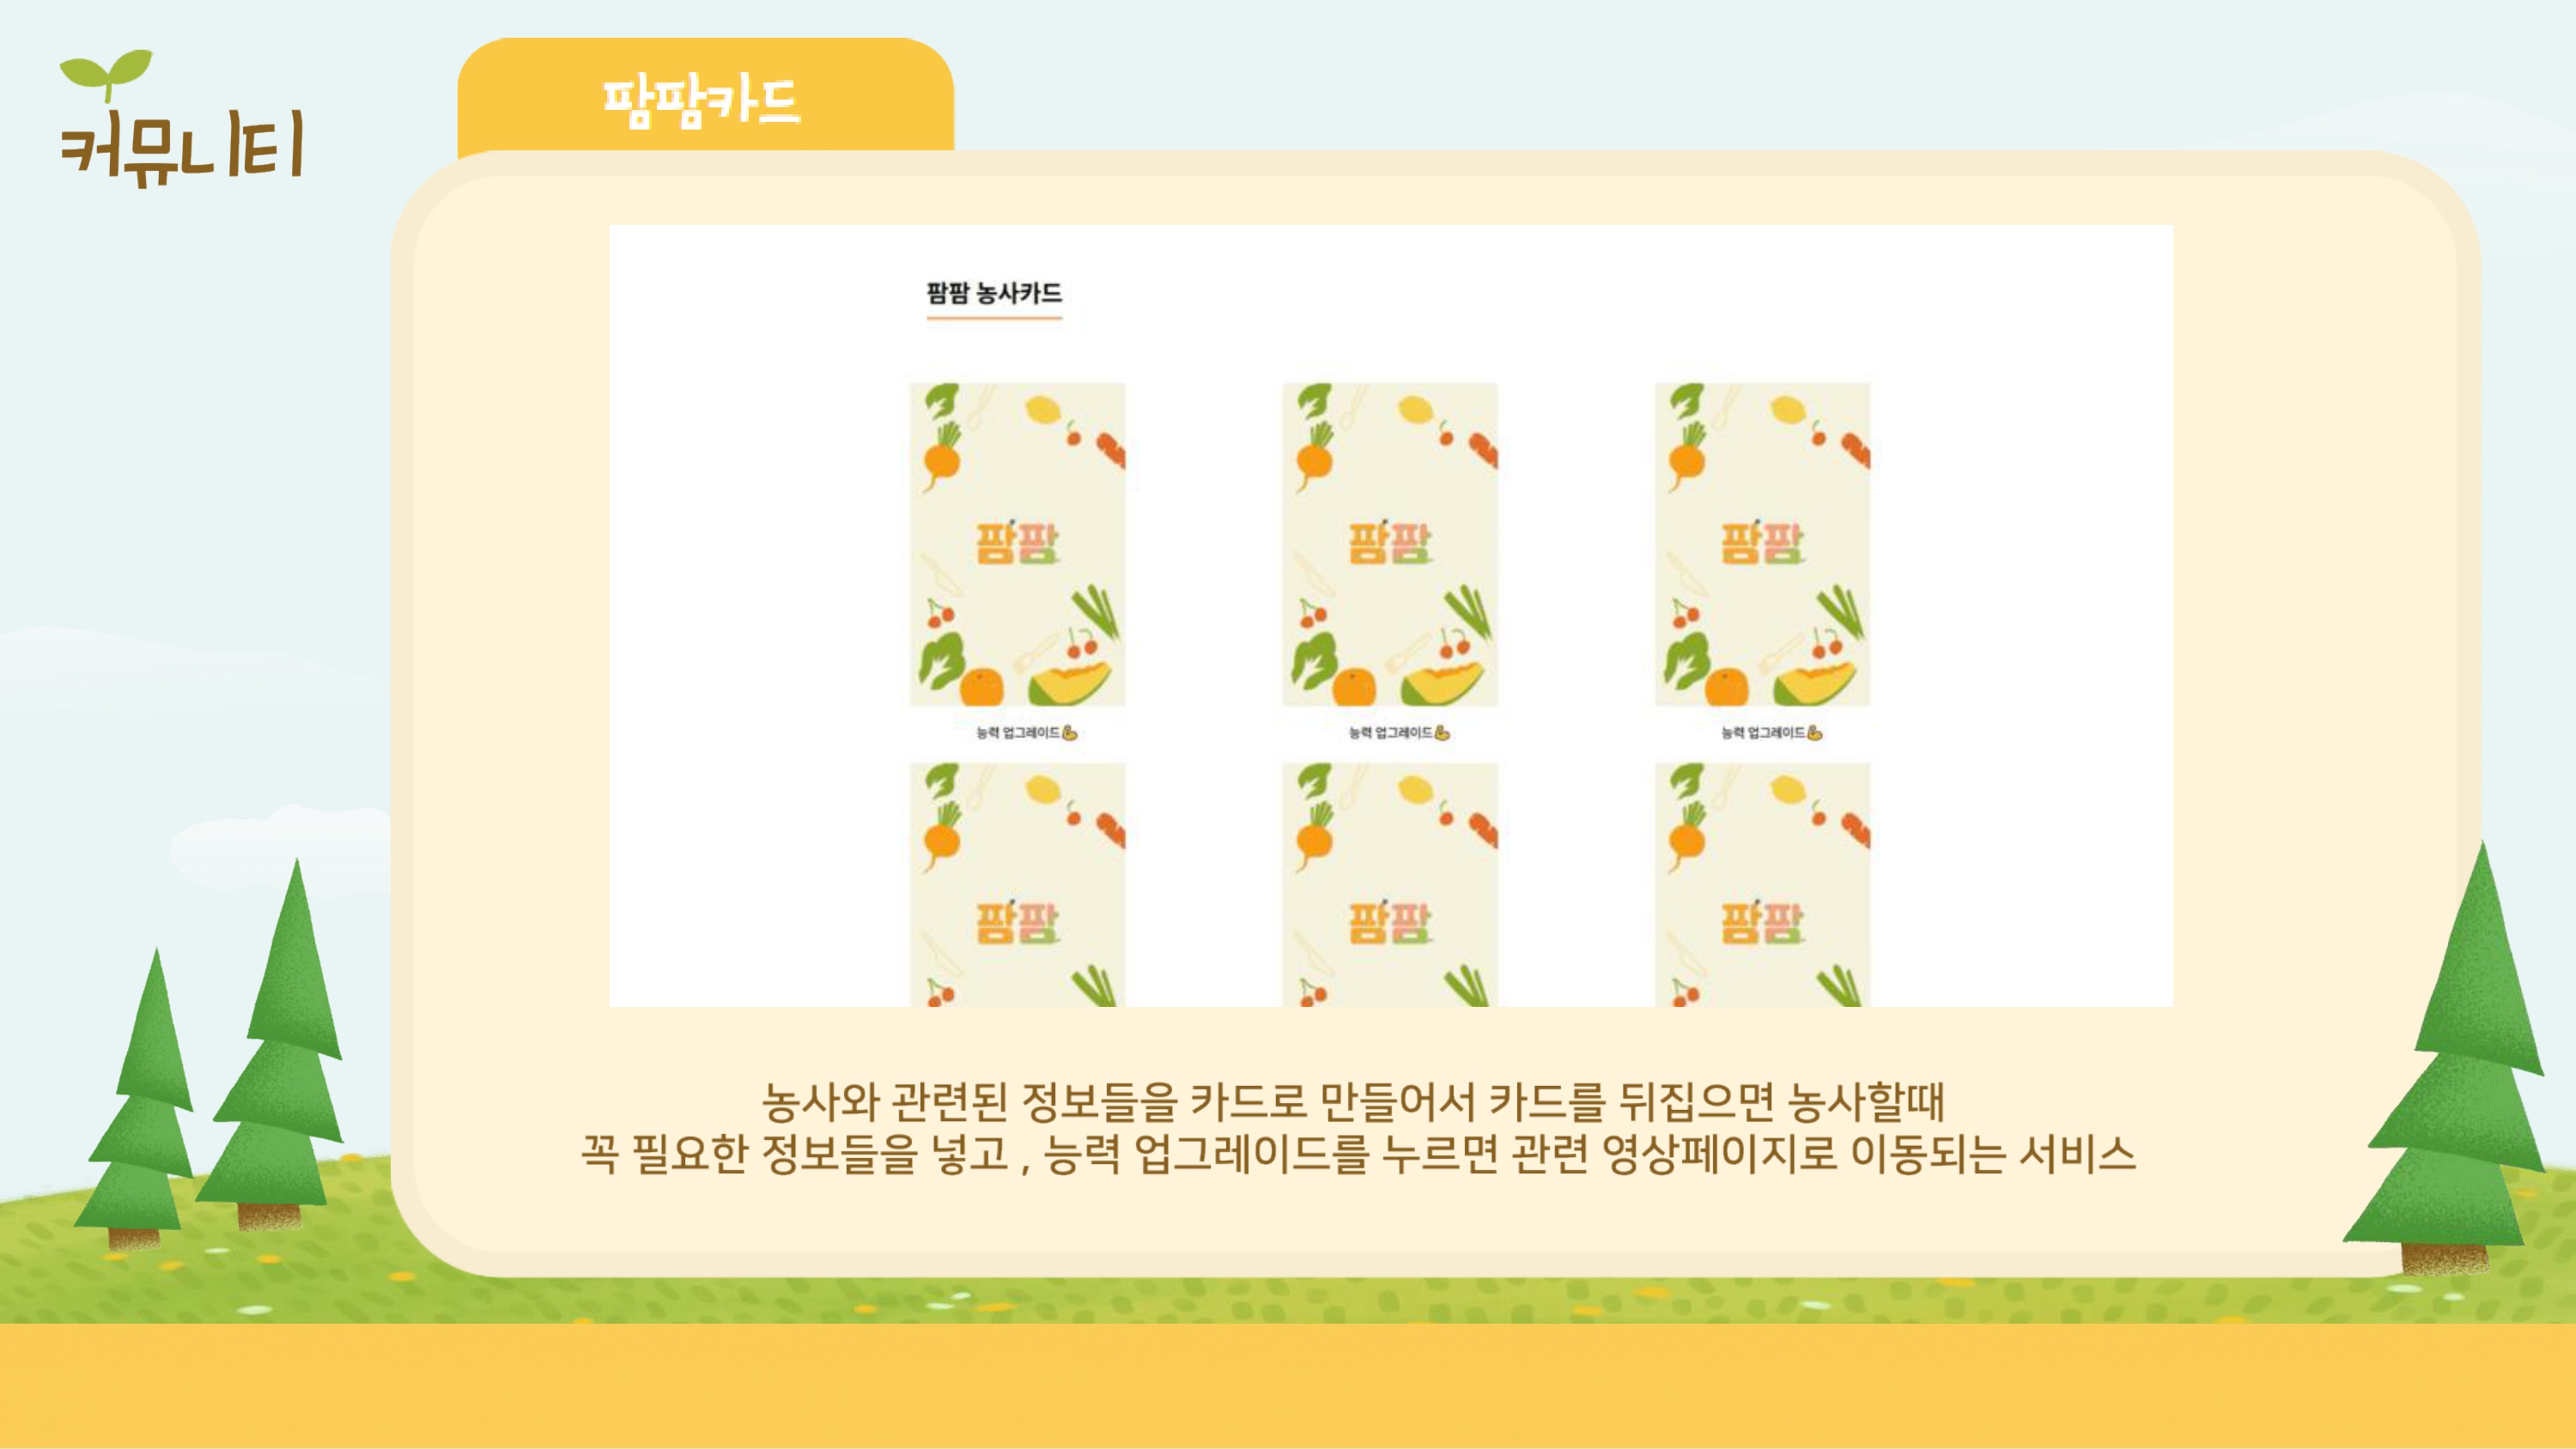 커뮤니티
팜팜카드
팜팜 농사카드
팜팜
팜팜
팜팜
능력 업그레이드💪
능력 업그레이드💪
능력 업그레이드💪
팜팜
팜팜
팜팜
농사와 관련된 정보들을 카드로 만들어서 카드를 뒤집으면 농사할때
꼭 필요한 정보들을 넣고 , 능력 업그레이드를 누르면 관련 영상페이지로 이동되는 서비스